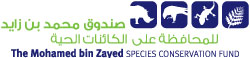 صندوق محمد بن زايد
للمحافظة على الكائنات الحية
The Mohamed bin Zayed SPECIES CONSERVATION FUND